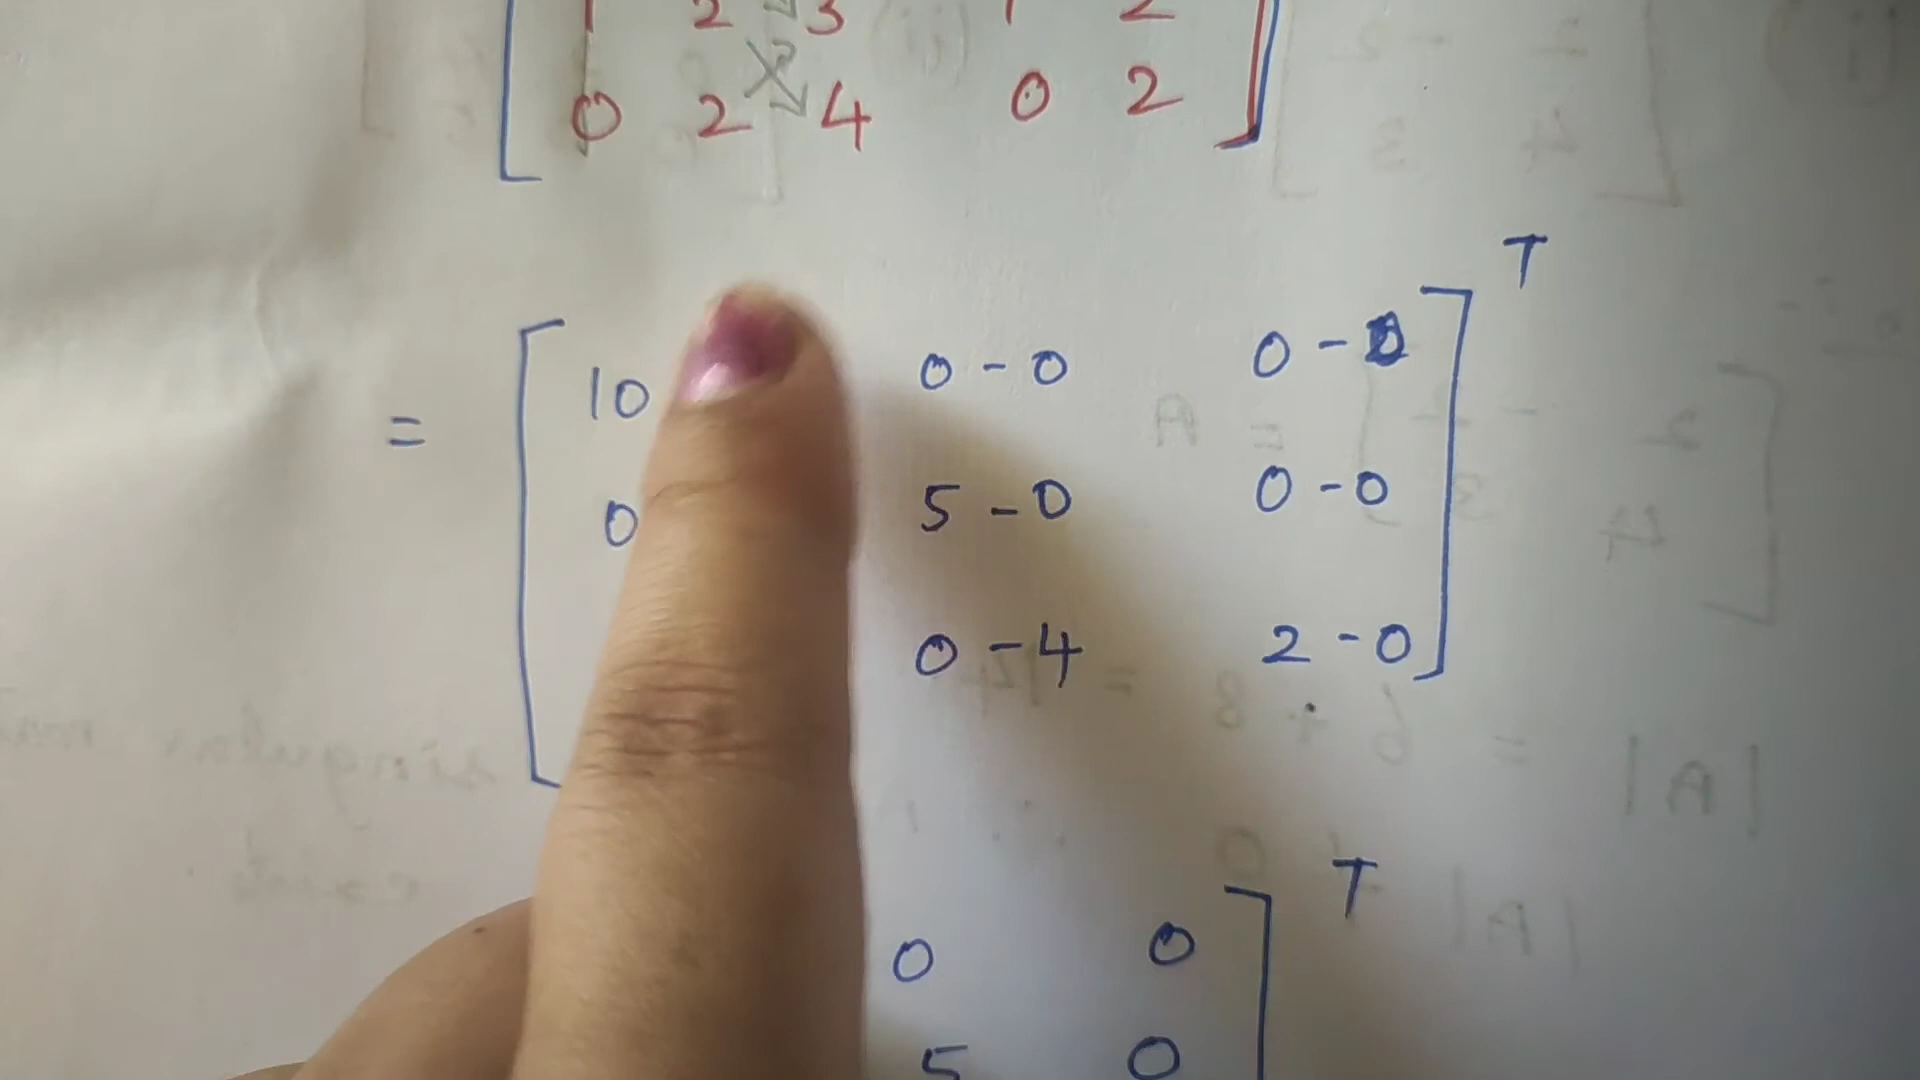 1 2 3 1 2
0 2 4 0 2
T
= 10 0 - 0 0 - 0
0 5 - 0 0 - 0
0 - 4 2 - 0
T
0 0
5 0